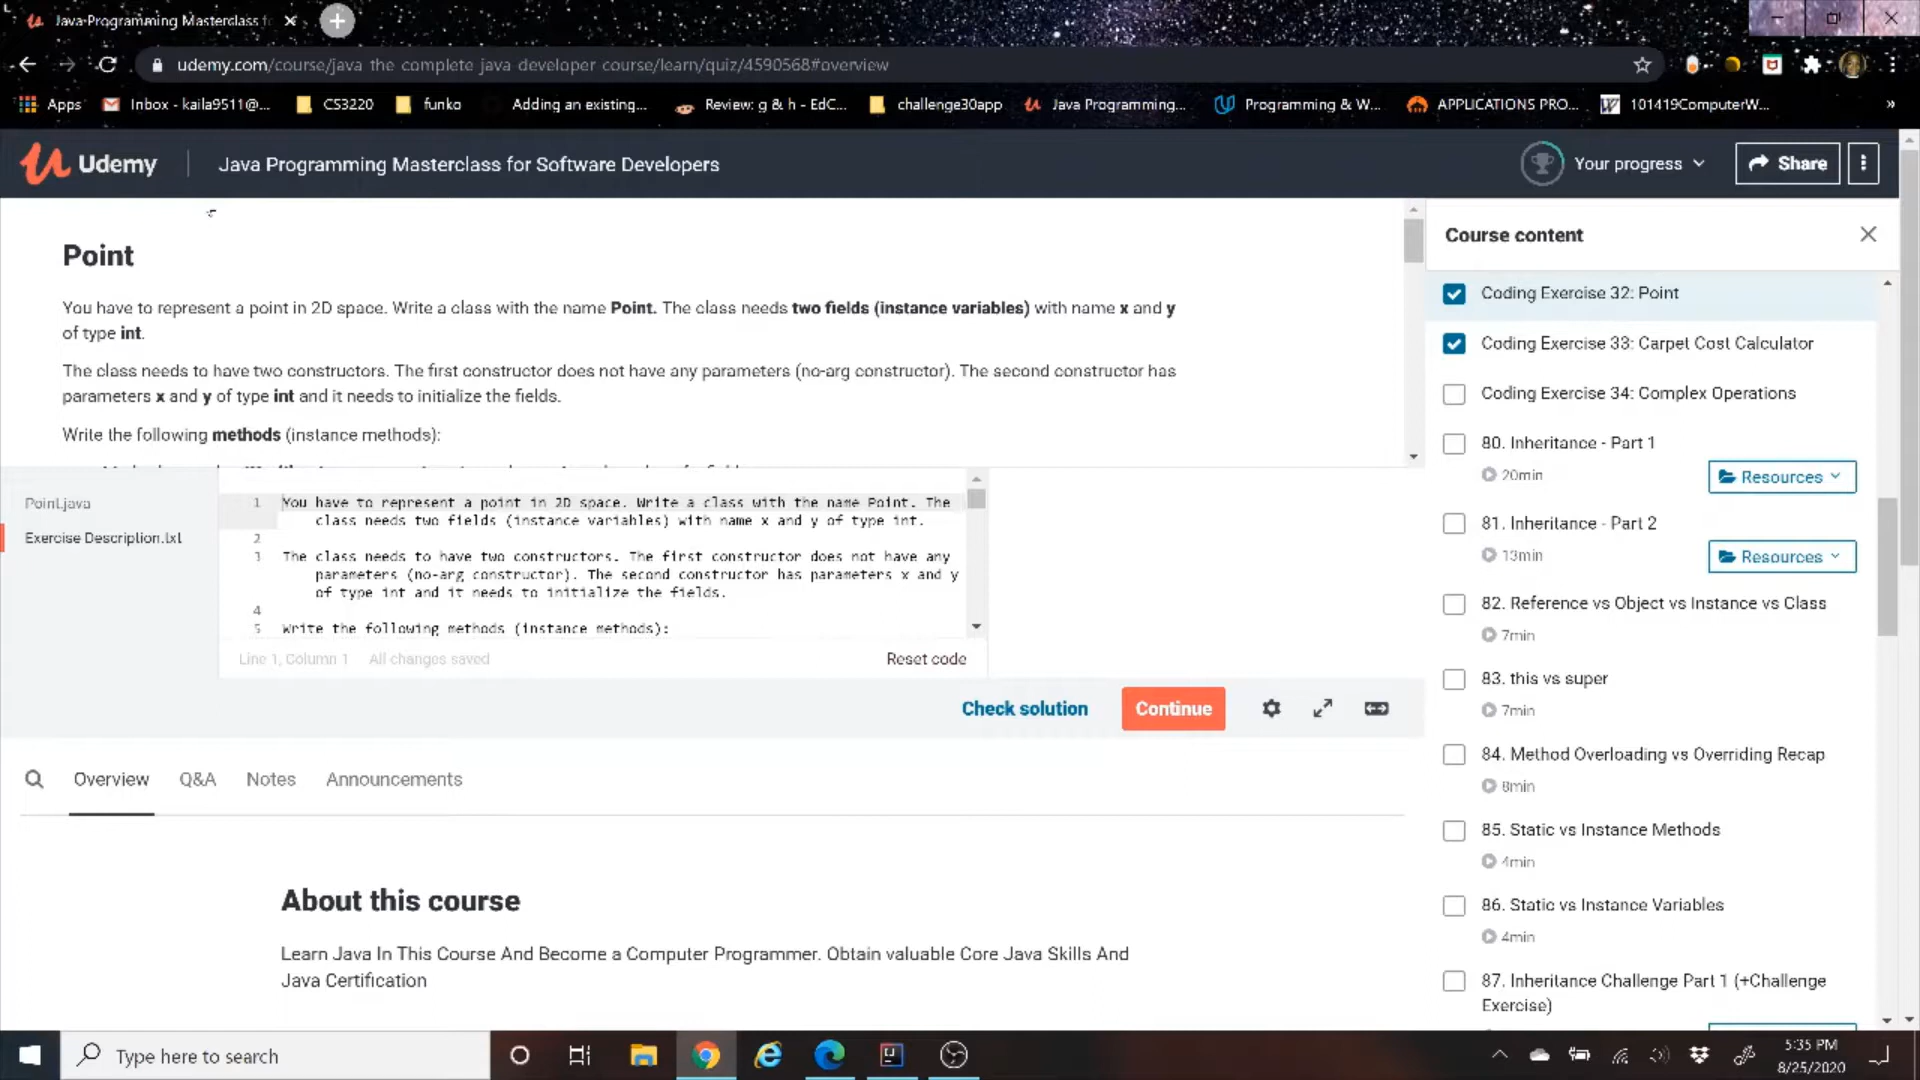 Java Programming Masterclass f
udemy.com/course/java the complete java developer course/learn/quiz/4590568#overview
Apps
Inbox - kaila9511@...
CS3220
funko
Adding an existing...
Review: g & h - EdC...
challenge30app
Java Programming...
Programming & W...
APPLICATIONS PRO...
101419ComputerW...
»
Udemy
Java Programming Masterclass for Software Developers
Your progress
Share
Point
You have to represent a point in 2D space. Write a class with the name Point. The class needs two fields (instance variables) with name x and y
of type int.
The class needs to have two constructors. The first constructor does not have any parameters (no-arg constructor). The second constructor has
parameters x and y of type int and it needs to initialize the fields.
Write the following methods (instance methods):
Point.java
Exercise Description.txt
1 You have to represent a point in 2D space. Write a class with the name Point. The
class needs two fields (instance variables) with name x and y of type int.
2
3 The class needs to have two constructors. The first constructor does not have any
parameters (no-arg constructor). The second constructor has parameters x and y
of type int and it needs to initialize the fields.
4
5 Write the following methods (instance methods):
Line 1, Column 1
All changes saved
Reset code
Check solution
Continue
Overview
Q&A
Notes
Announcements
About this course
Learn Java In This Course And Become a Computer Programmer. Obtain valuable Core Java Skills And
Java Certification
Course content
Coding Exercise 32: Point
Coding Exercise 33: Carpet Cost Calculator
Coding Exercise 34: Complex Operations
80. Inheritance - Part 1
20min
Resources
81. Inheritance - Part 2
13min
Resources
82. Reference vs Object vs Instance vs Class
7min
83. this vs super
7min
84. Method Overloading vs Overriding Recap
8min
85. Static vs Instance Methods
4min
86. Static vs Instance Variables
4min
87. Inheritance Challenge Part 1 (+Challenge
Exercise)
Type here to search
5:35 PM
8/25/2020